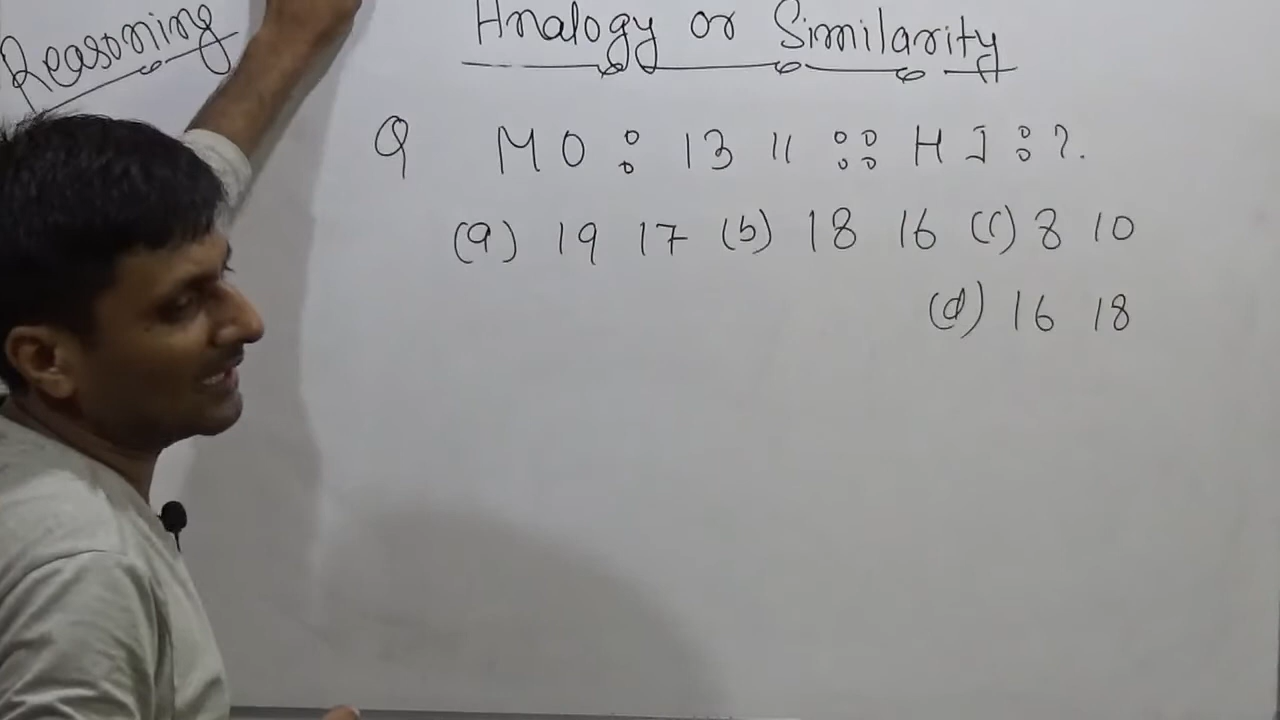 Reasoning
Analogy or Similarity
Q MO : 13 11 :: HJ : ?.
(a) 19 17 (b) 18 16 (c) 8 10
(d) 16 18